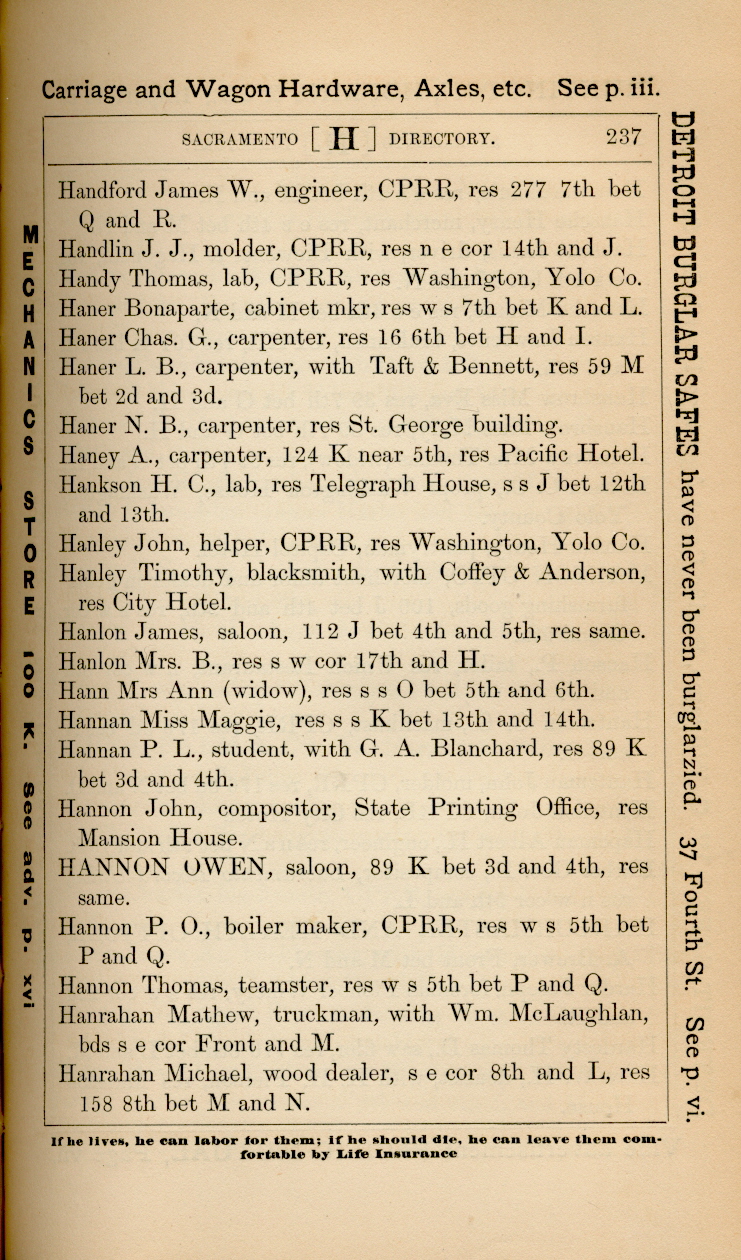 Carriage and Wagon Hardware, Axles, etc. See p. iii.
SACRAMENTO [ H ] DIRECTORY. 237
Handford James W., engineer, CPRR, res 277 7th bet
Q and R.
Handlin J. J., molder, CPRR, res n e cor 14th and J.
Handy Thomas, lab, CPRR, res Washington, Yolo Co.
Haner Bonaparte, cabinet mkr, res w s 7th bet K and L.
Haner Chas. G., carpenter, res 16 6th bet H and I.
Haner L. B., carpenter, with Taft & Bennett, res 59 M
bet 2d and 3d.
Haner N. B., carpenter, res St. George building.
Haney A., carpenter, 124 K near 5th, res Pacific Hotel.
Hankson H. C., lab, res Telegraph House, s s J bet 12th
and 13th.
Hanley John, helper, CPRR, res Washington, Yolo Co.
Hanley Timothy, blacksmith, with Coffey & Anderson,
res City Hotel.
Hanlon James, saloon, 112 J bet 4th and 5th, res same.
Hanlon Mrs. B., res s w cor 17th and H.
Hann Mrs Ann (widow), res s s O bet 5th and 6th.
Hannan Miss Maggie, res s s K bet 13th and 14th.
Hannan P. L., student, with G. A. Blanchard, res 89 K
bet 3d and 4th.
Hannon John, compositor, State Printing Office, res
Mansion House.
HANNON OWEN, saloon, 89 K bet 3d and 4th, res
same.
Hannon P. O., boiler maker, CPRR, res w s 5th bet
P and Q.
Hannon Thomas, teamster, res w s 5th bet P and Q.
Hanrahan Mathew, truckman, with Wm. McLaughlan,
bds s e cor Front and M.
Hanrahan Michael, wood dealer, s e cor 8th and L, res
158 8th bet M and N.
If he lives, he can labor for them; if he should die, he can leave them com-
fortable by Life Insurance
MECHANICS STORE 100 K. See adv. p. xvi
DETROIT BURGLAR SAFES have never been burglarzied. 37 Fourth St. See p. vi.